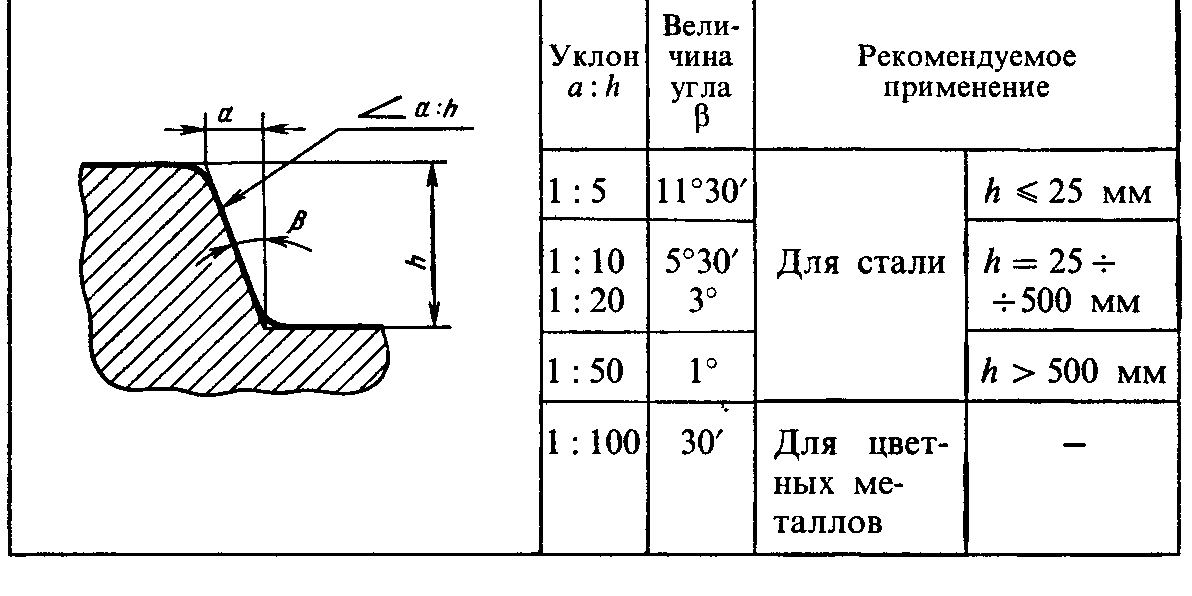 a
∠ a:h
β
h
Уклон
a : h
Вели-
чина
угла
β
Рекомендуемое
применение
1 : 5
11°30′
Для стали
h ⩽ 25 мм
1 : 10
5°30′
h = 25 ÷
1 : 20
3°
÷ 500 мм
1 : 50
1°
h > 500 мм
1 : 100
30′
Для цвет-
ных ме-
таллов
–